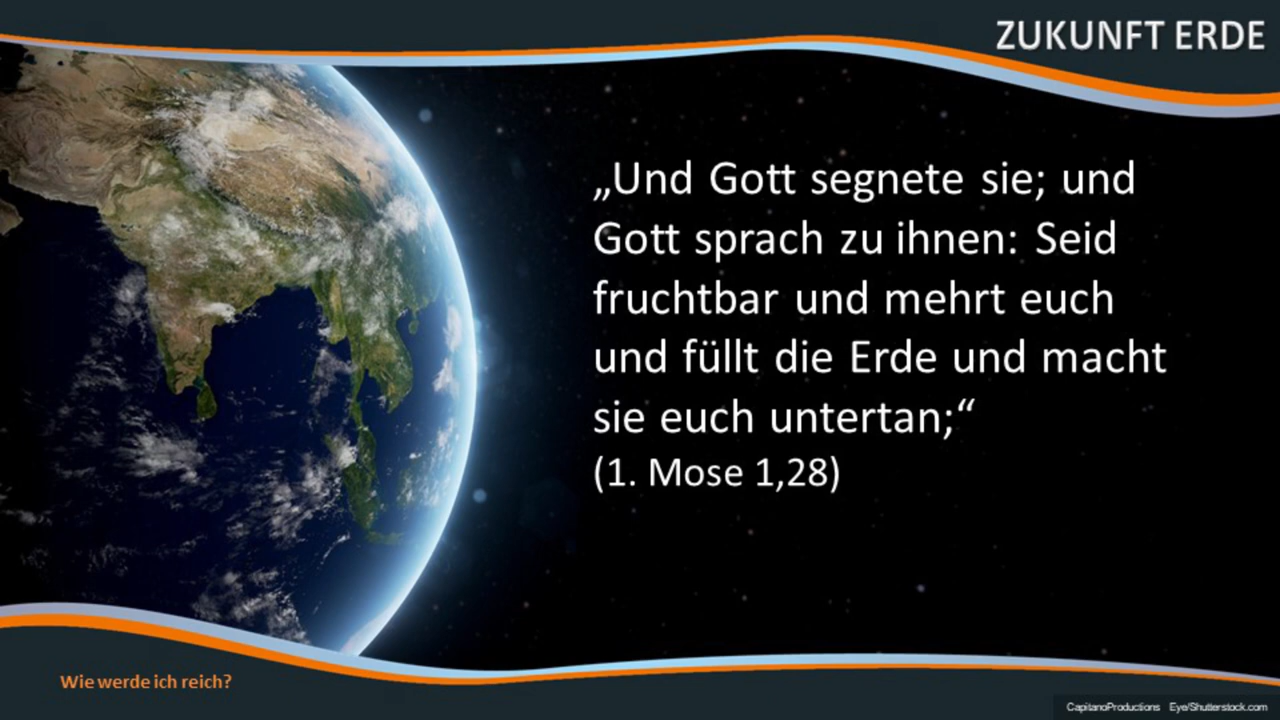 ZUKUNFT ERDE
„Und Gott segnete sie; und
Gott sprach zu ihnen: Seid
fruchtbar und mehrt euch
und füllt die Erde und macht
sie euch untertan;“
(1. Mose 1,28)
Wie werde ich reich?
CapitanoProductions Eye/Shutterstock.com